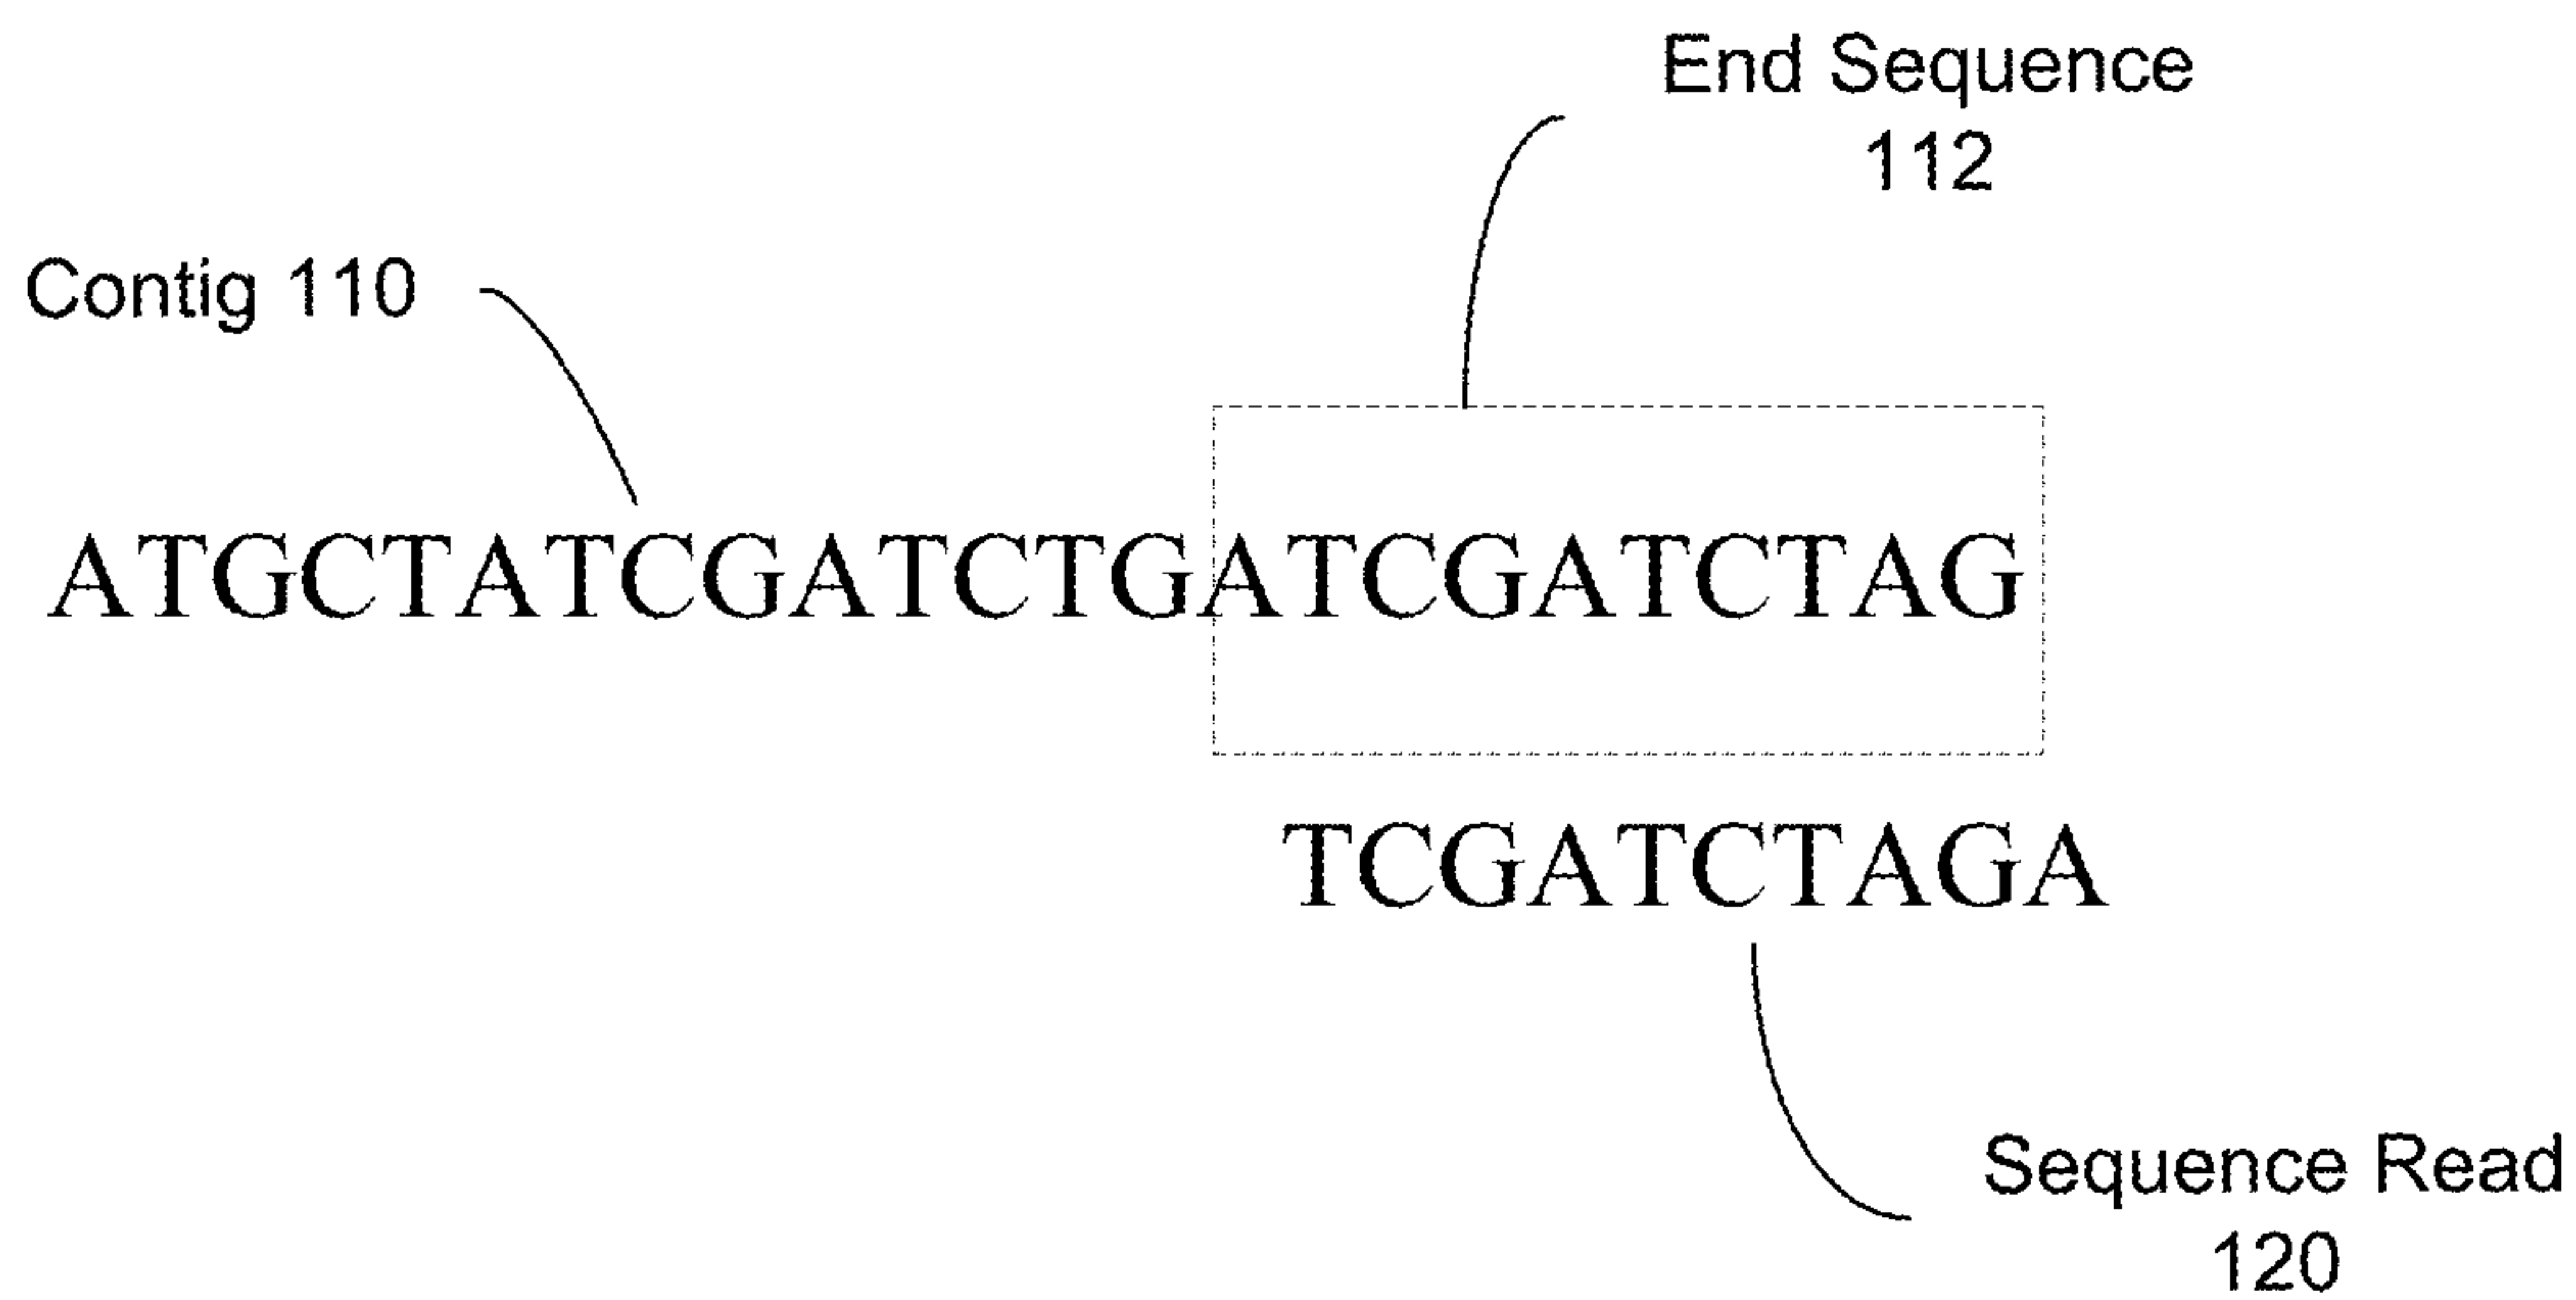 End Sequence
112
Contig 110
ATGCTATCGATCTGATCGATCTAG
TCGATCTAGA
Sequence Read
120